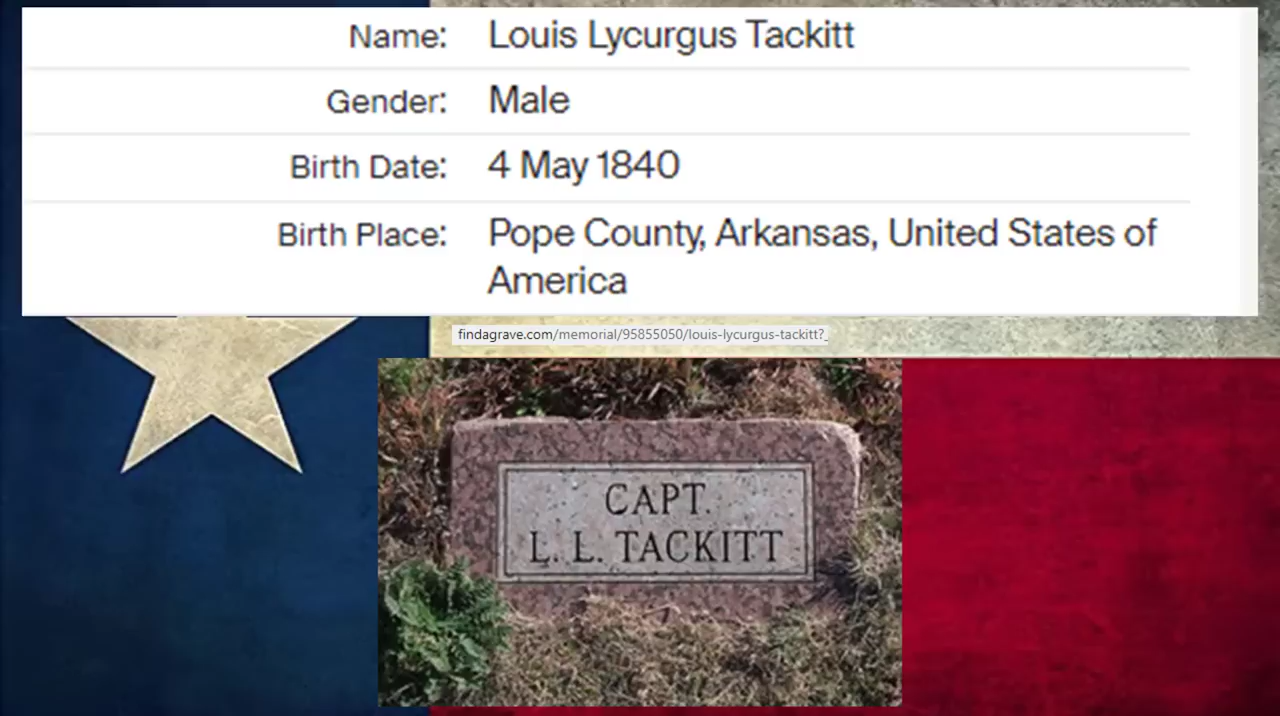 Name: Louis Lycurgus Tackitt
Gender: Male
Birth Date: 4 May 1840
Birth Place: Pope County, Arkansas, United States of
America
findagrave.com/memorial/95855050/louis-lycurgus-tackitt?_
CAPT.
L. L. TACKITT